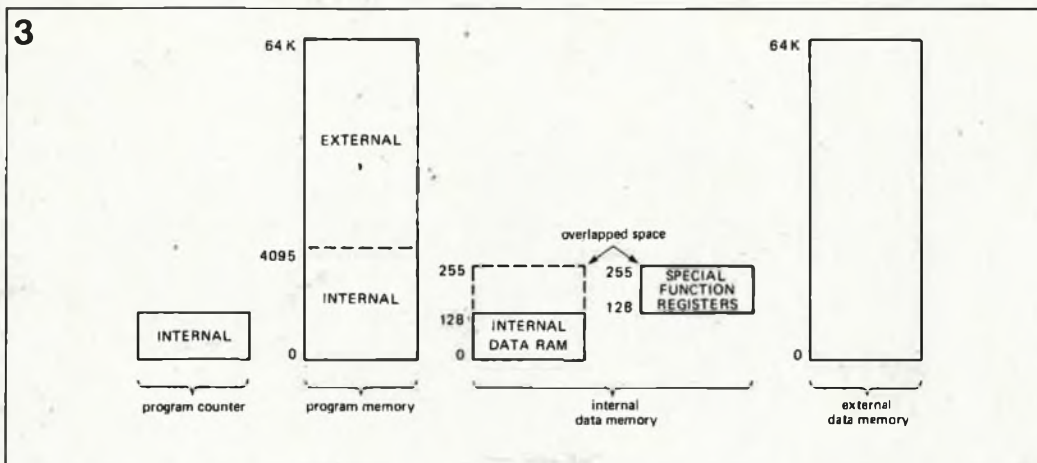 3
64 K
EXTERNAL
4095
INTERNAL
0
INTERNAL
program counter
program memory
overlapped space
255
128
0
INTERNAL
DATA RAM
255
128
SPECIAL
FUNCTION
REGISTERS
internal
data memory
64 K
0
external
data memory